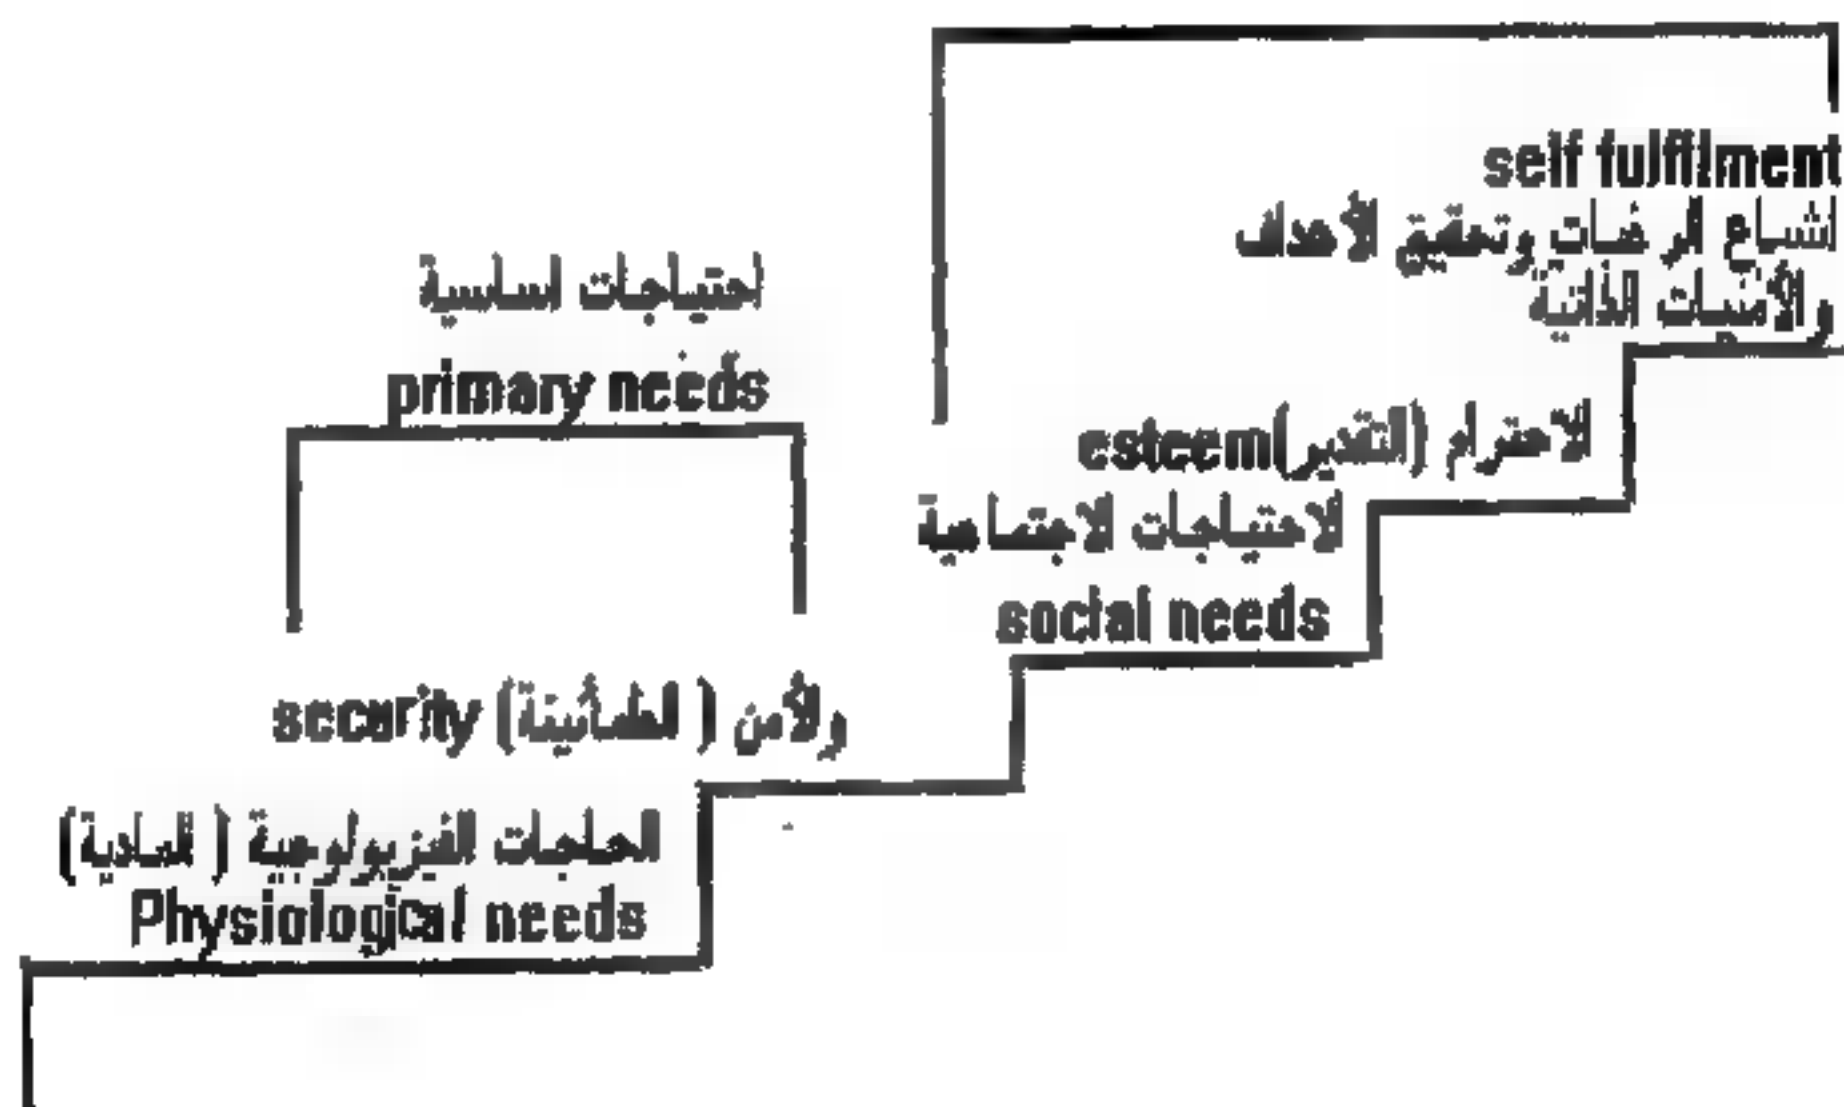 self fulfilment
اشباع الرغبات وتحقيق الأهداف
والأمنيات الذاتية
احتياجات اساسية
primary needs
الاحترام (التقدير) esteem
الاحتياجات الاجتماعية
social needs
والأمن ( الطمأنينة) security
الحاجات الفيزيولوجية ( المادية)
Physiological needs